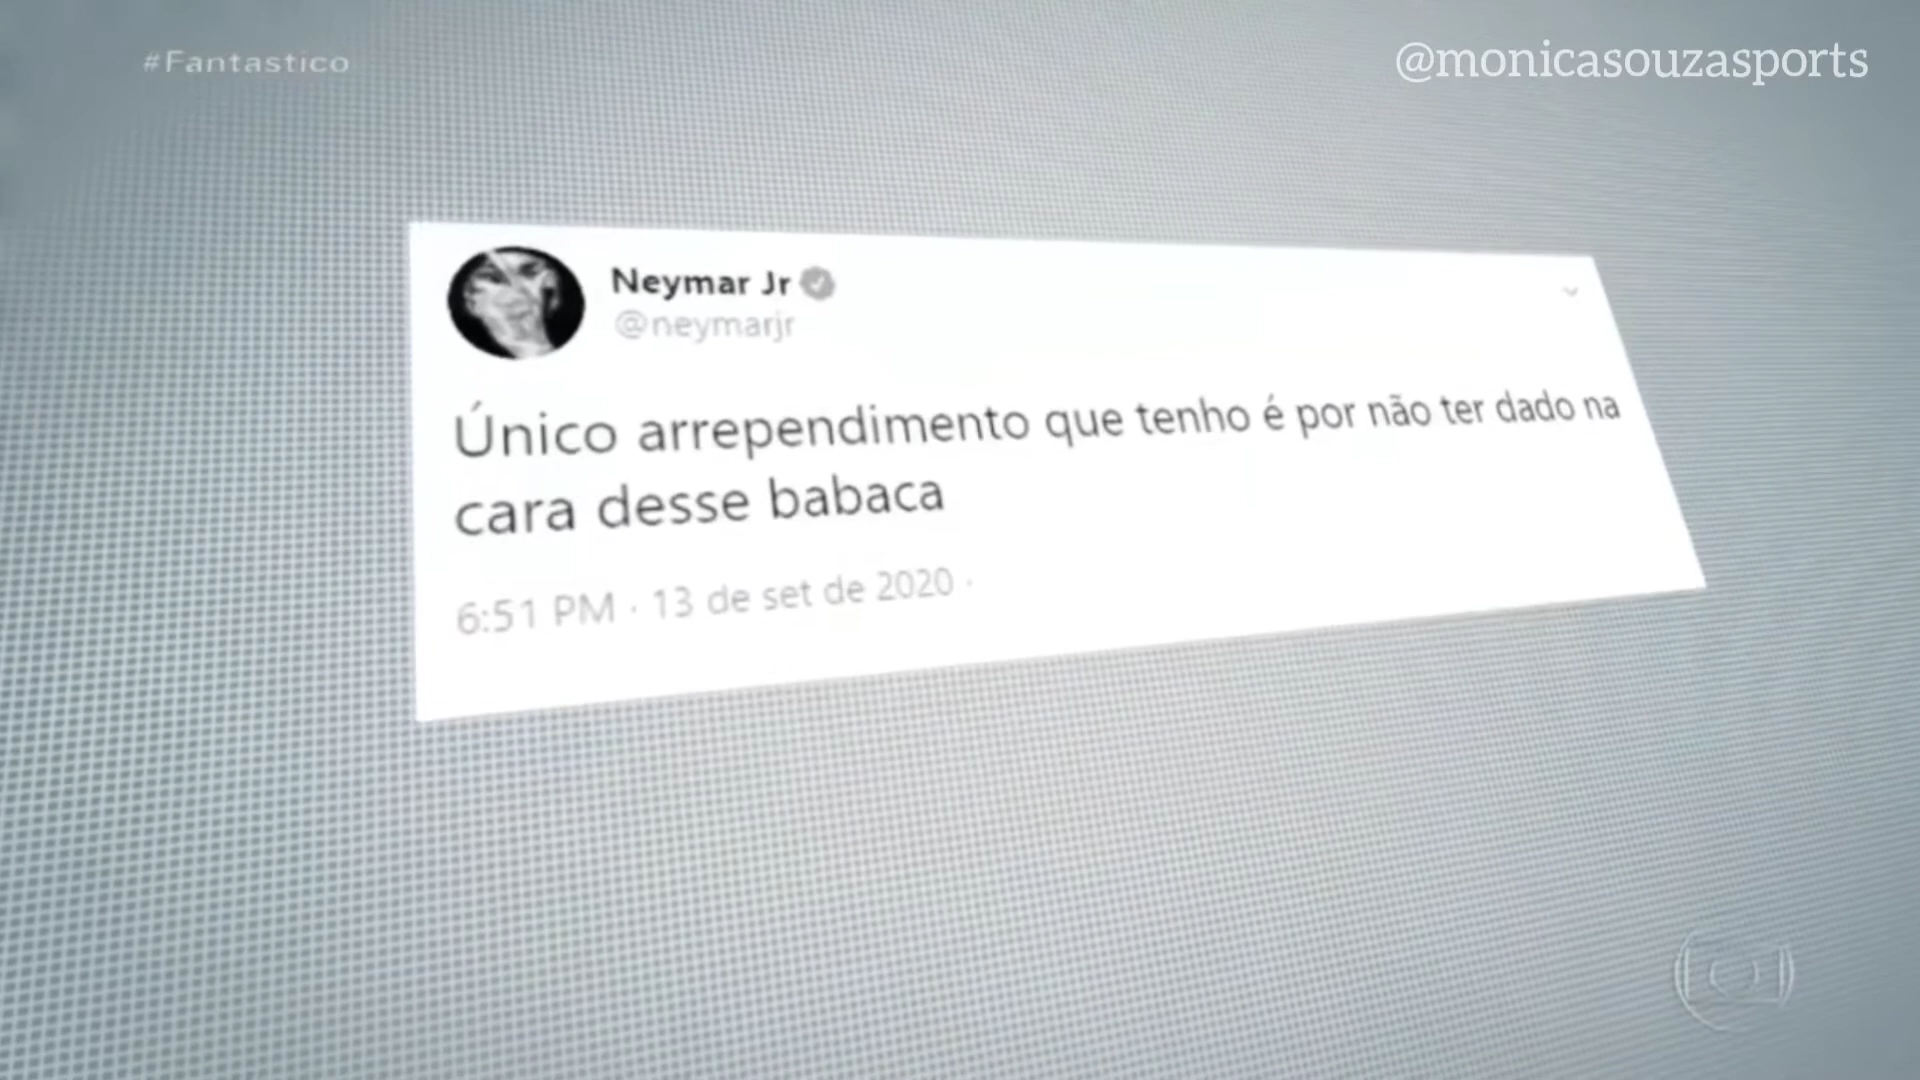 #Fantastico
@monicasouzasports
Neymar Jr
@neymarjr
Único arrependimento que tenho é por não ter dado na
cara desse babaca
6:51 PM · 13 de set de 2020 ·